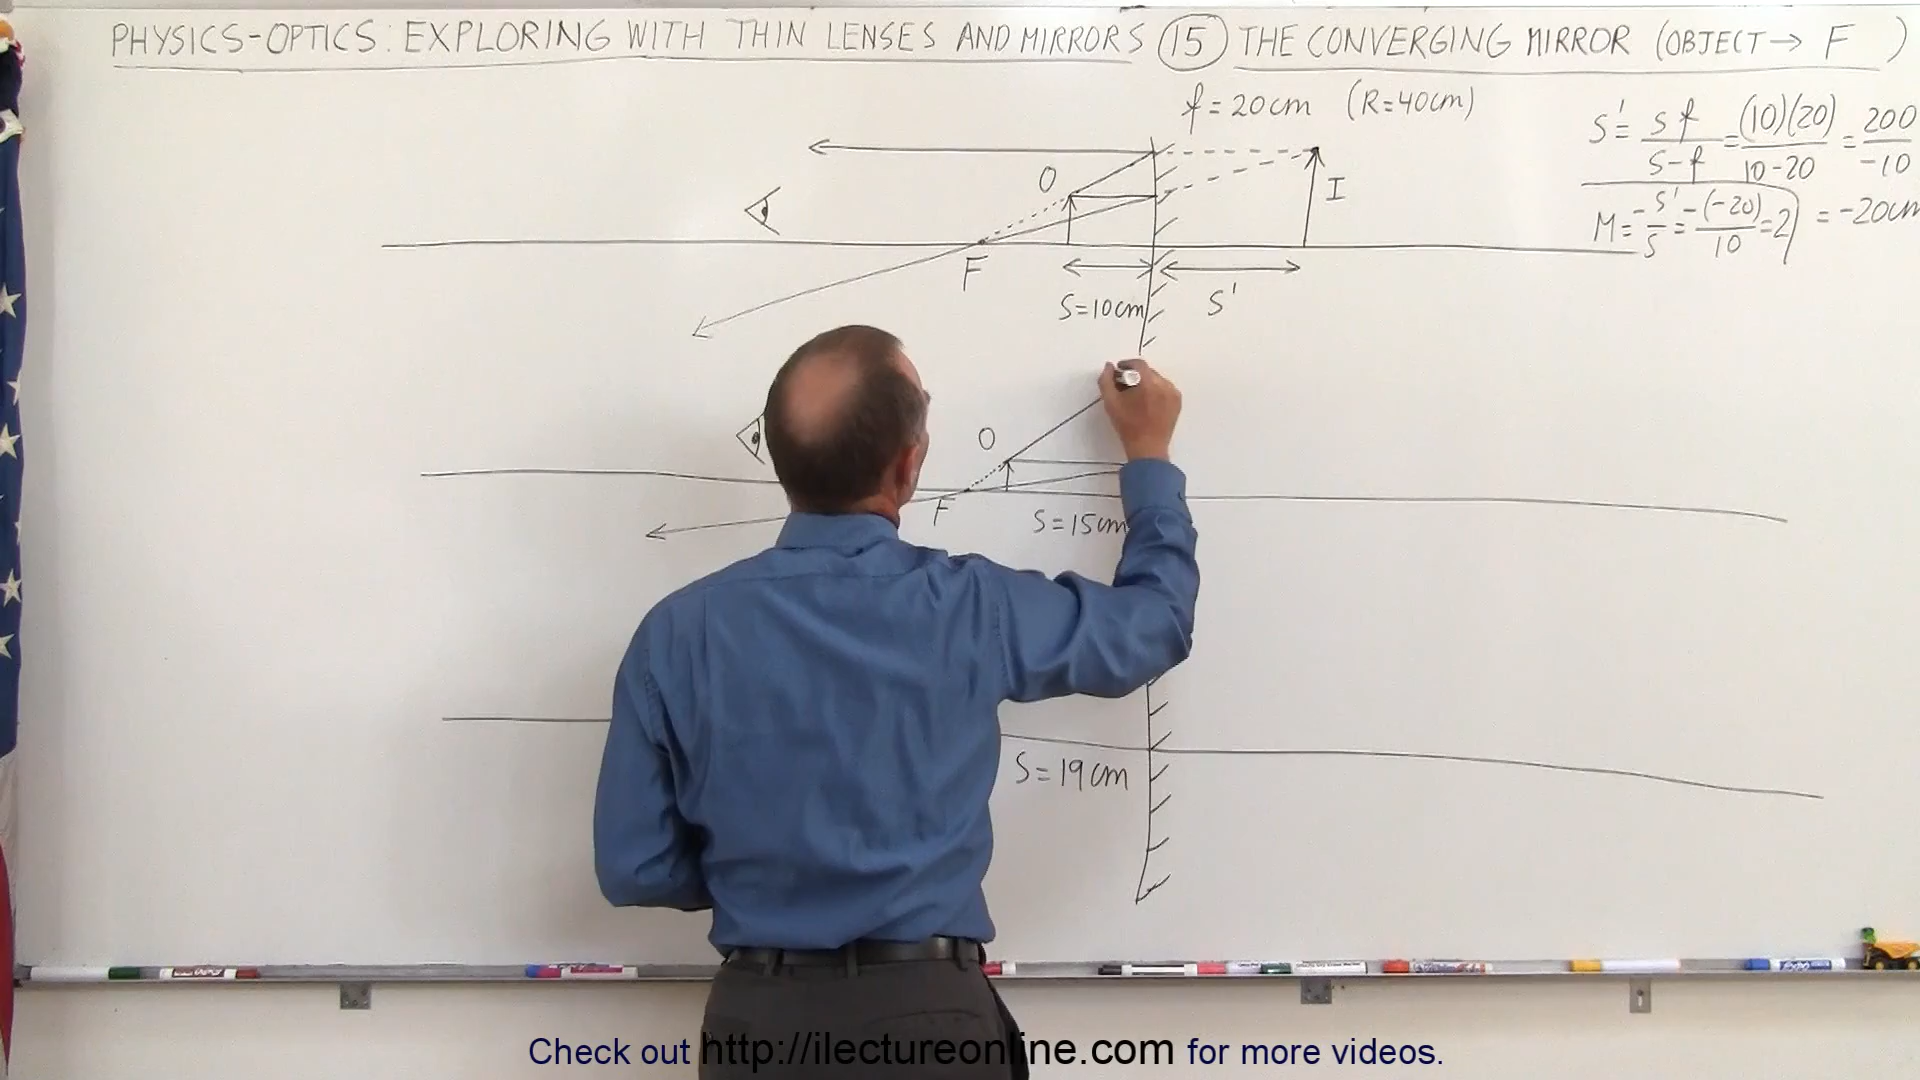 PHYSICS-OPTICS: EXPLORING WITH THIN LENSES AND MIRRORS (15) THE CONVERGING MIRROR (OBJECT → F )
f = 20cm (R=40cm)
S' = Sf / S-f = (10)(20) / 10-20 = 200 / -10
= -20cm
M = -S' / S = -(-20) / 10 = 2
O
I
F
S=10cm
S'
O
F
S=15cm
S=19cm
Check out http://ilectureonline.com for more videos.